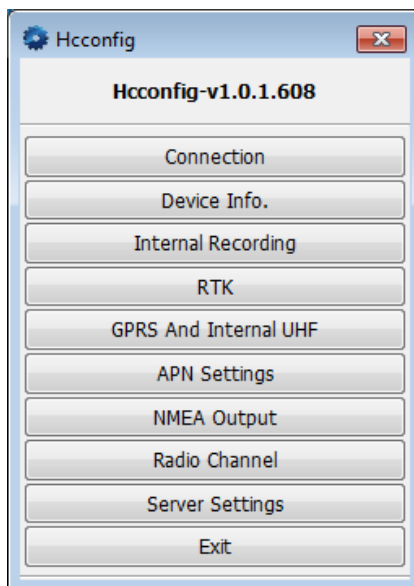 Hcconfig
Hcconfig-v1.0.1.608
Connection
Device Info.
Internal Recording
RTK
GPRS And Internal UHF
APN Settings
NMEA Output
Radio Channel
Server Settings
Exit